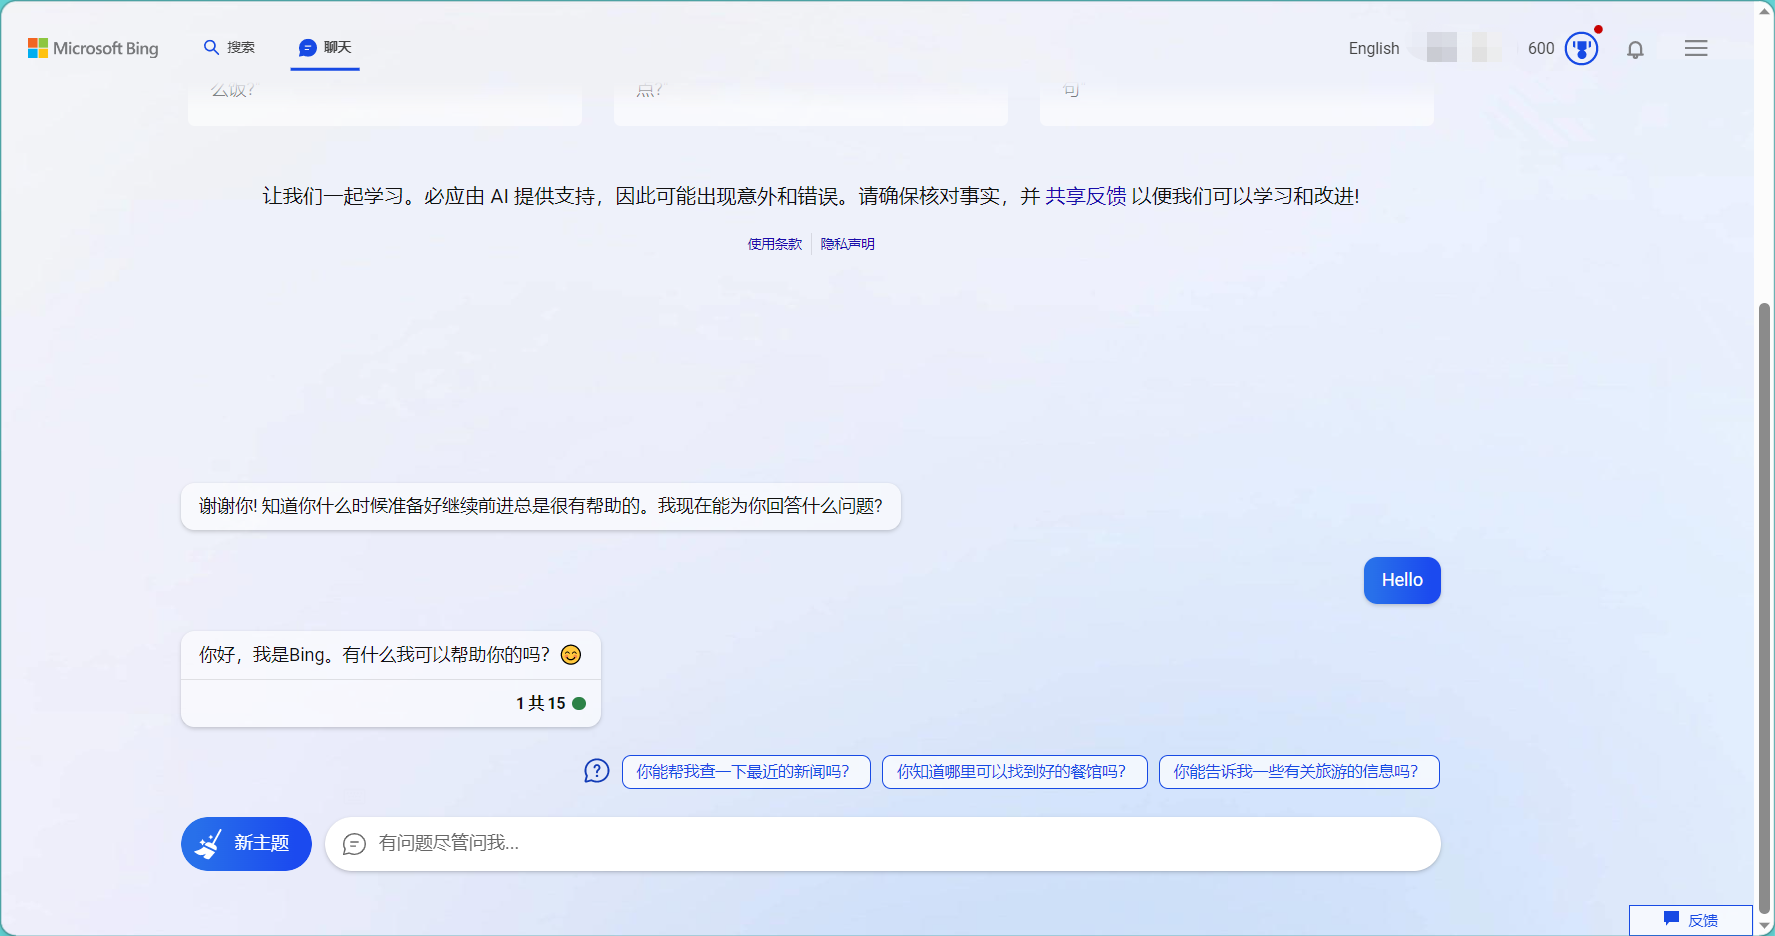 Microsoft Bing
搜索
聊天
English
600
么饭?
点?
句
让我们一起学习。必应由 AI 提供支持，因此可能出现意外和错误。请确保核对事实，并 共享反馈 以便我们可以学习和改进!
使用条款
隐私声明
谢谢你! 知道你什么时候准备好继续前进总是很有帮助的。我现在能为你回答什么问题?
Hello
你好，我是Bing。有什么我可以帮助你的吗？😊
1 共 15
你能帮我查一下最近的新闻吗？
你知道哪里可以找到好的餐馆吗？
你能告诉我一些有关旅游的信息吗？
新主题
有问题尽管问我...
反馈